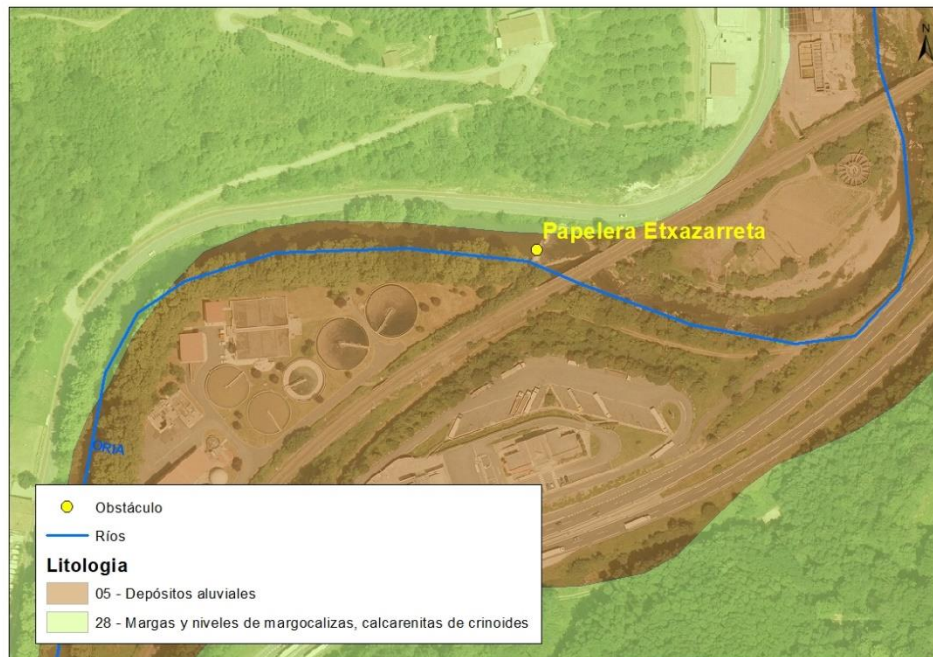 N
Papelera Etxazarreta
ORIA
Obstáculo
Ríos
Litologia
05 - Depósitos aluviales
28 - Margas y niveles de margocalizas, calcarenitas de crinoides